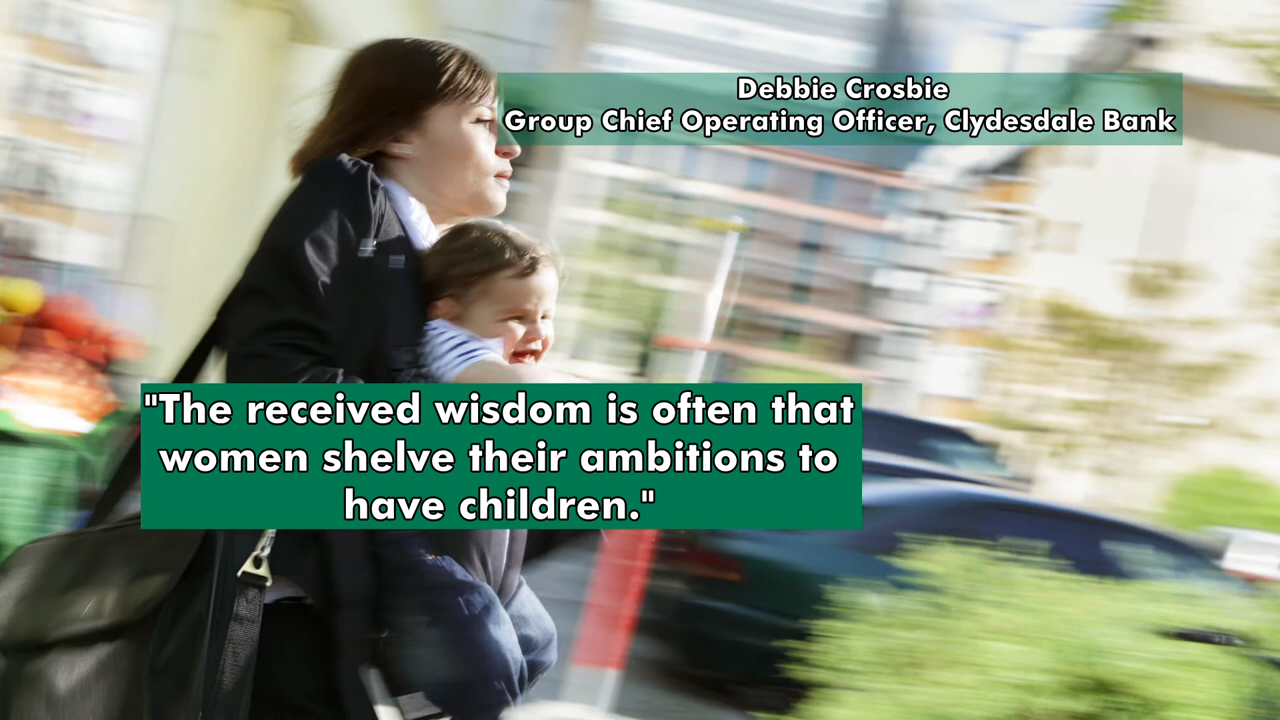 Debbie Crosbie
Group Chief Operating Officer, Clydesdale Bank
"The received wisdom is often that
women shelve their ambitions to
have children."